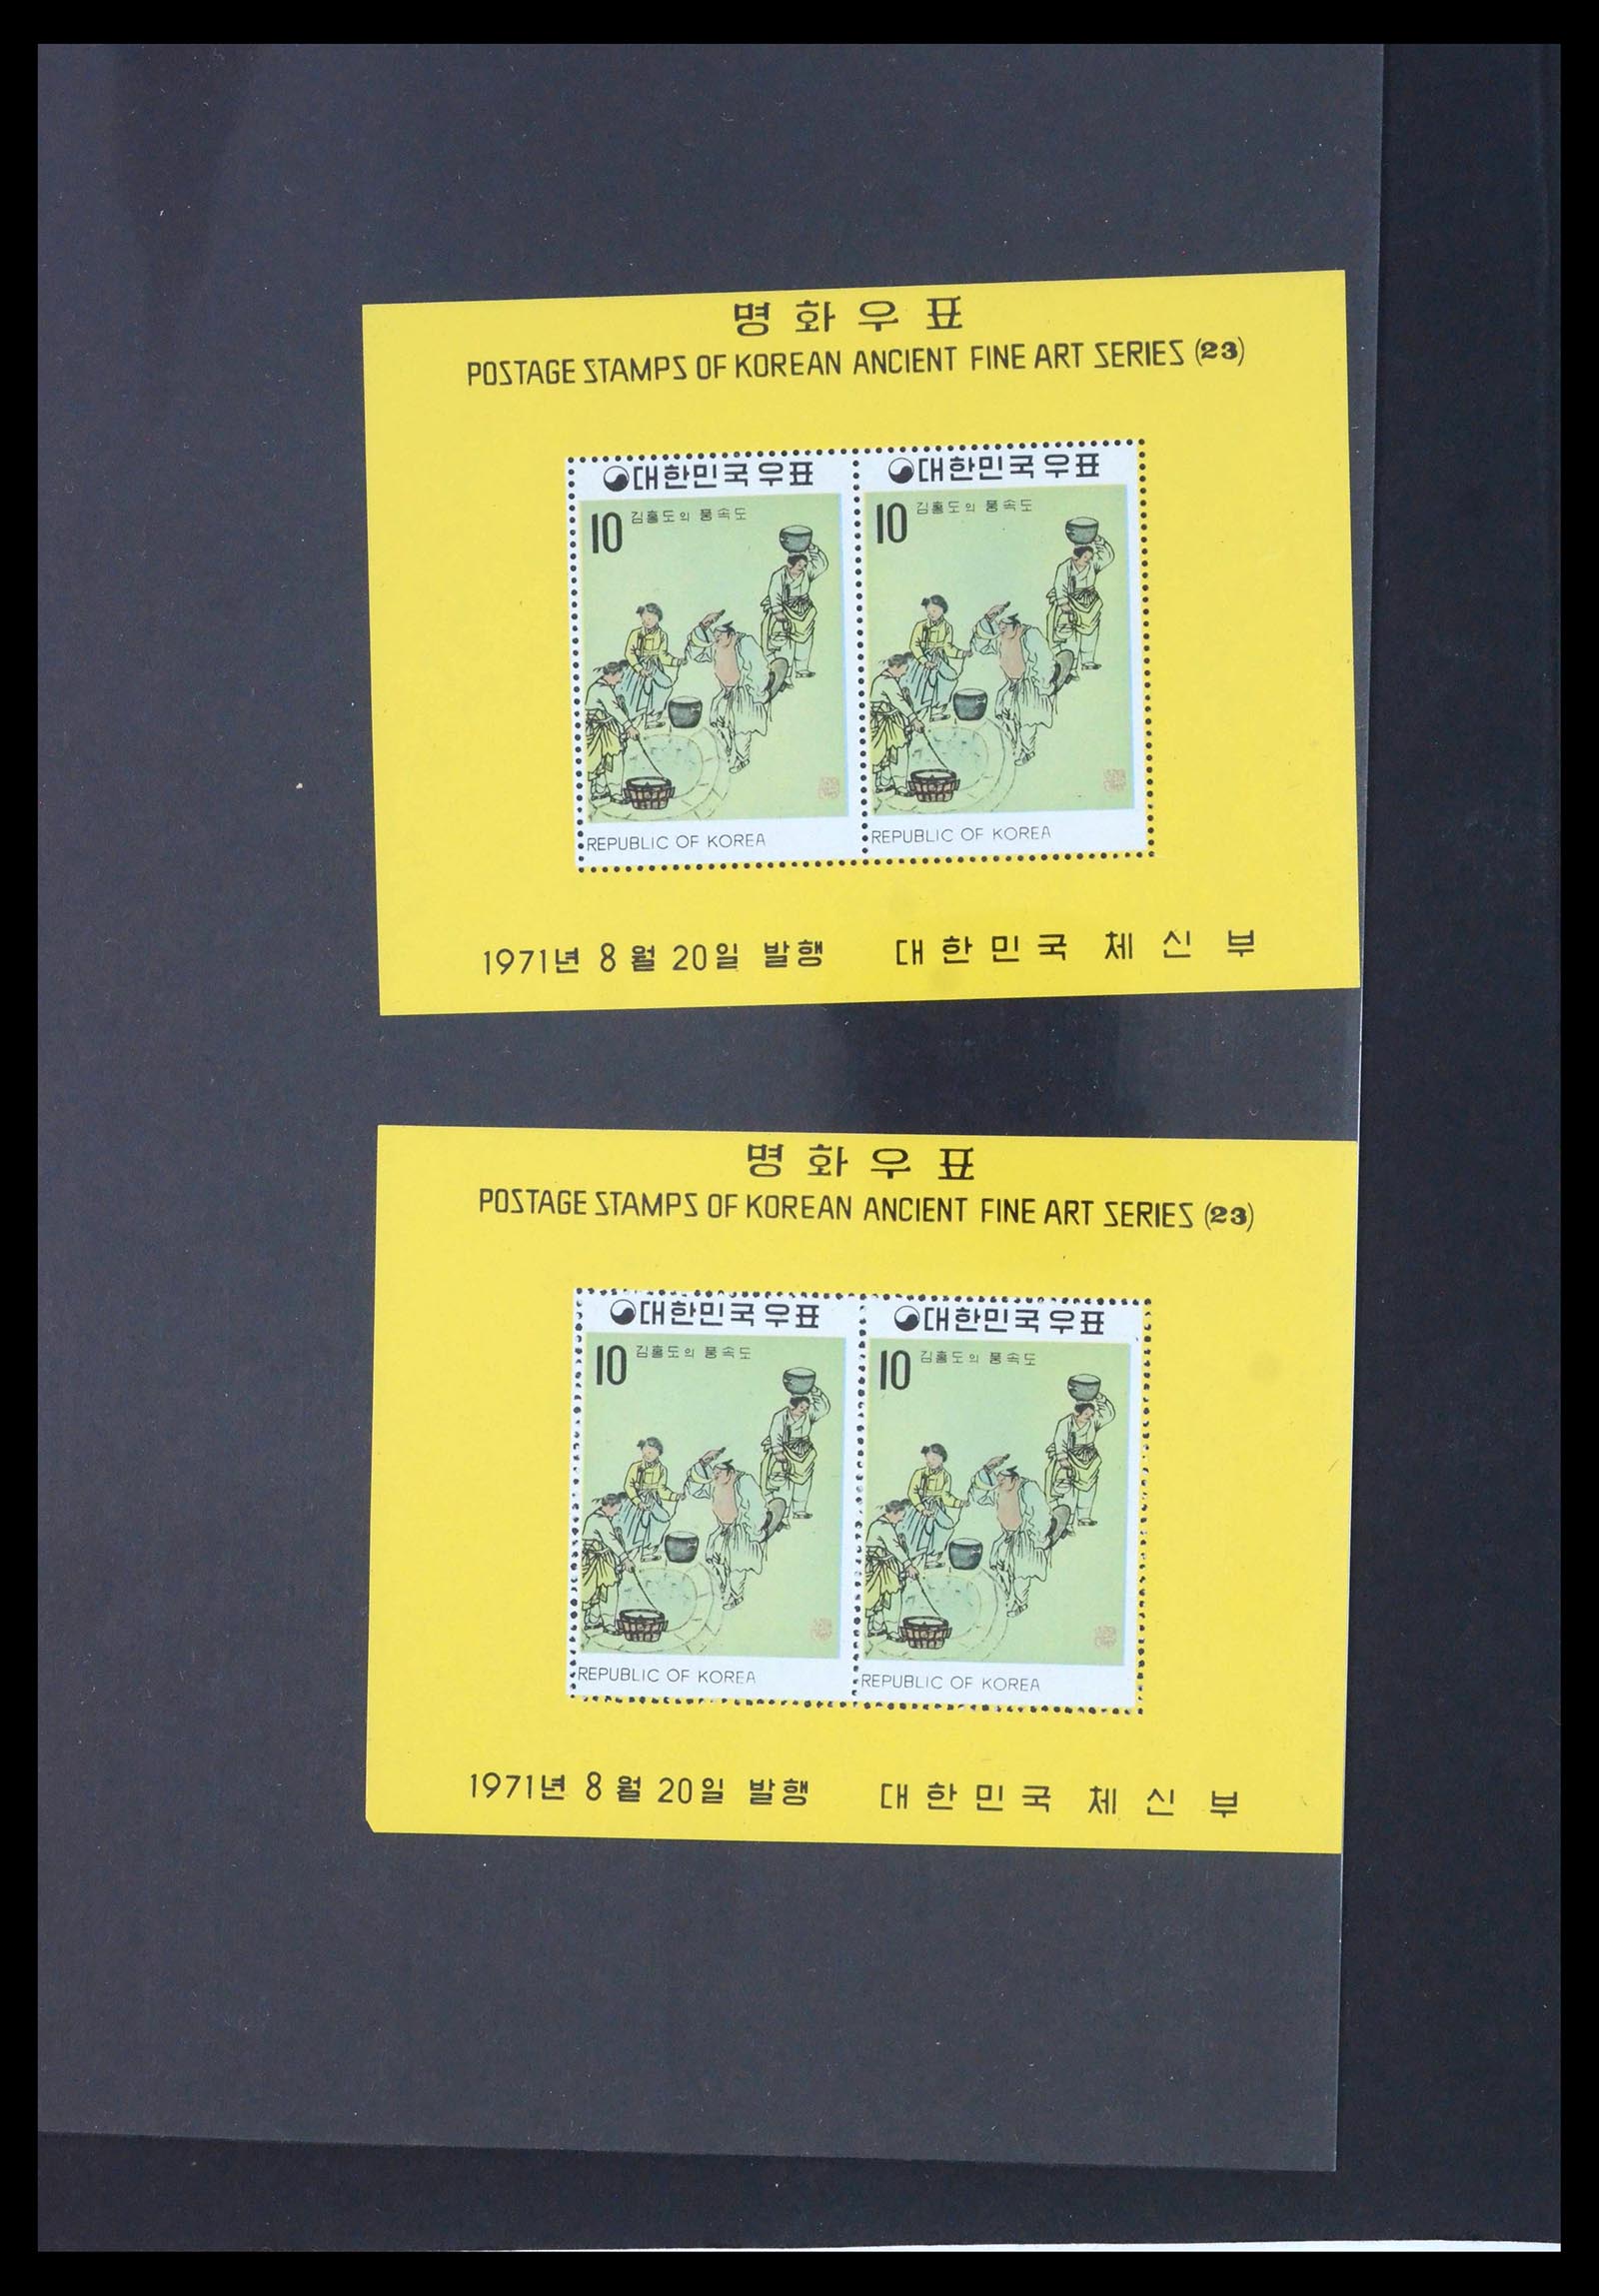 명화우표
POSTAGE STAMPS OF KOREAN ANCIENT FINE ART SERIES (23)
대한민국우표 대한민국우표
10 김홍도의 풍속도 10 김홍도의 풍속도
REPUBLIC OF KOREA REPUBLIC OF KOREA
1971년 8월 20일 발행 대한민국 체신부
명화우표
POSTAGE STAMPS OF KOREAN ANCIENT FINE ART SERIES (23)
대한민국우표 대한민국우표
10 김홍도의 풍속도 10 김홍도의 풍속도
REPUBLIC OF KOREA REPUBLIC OF KOREA
1971년 8월 20일 발행 대한민국 체신부